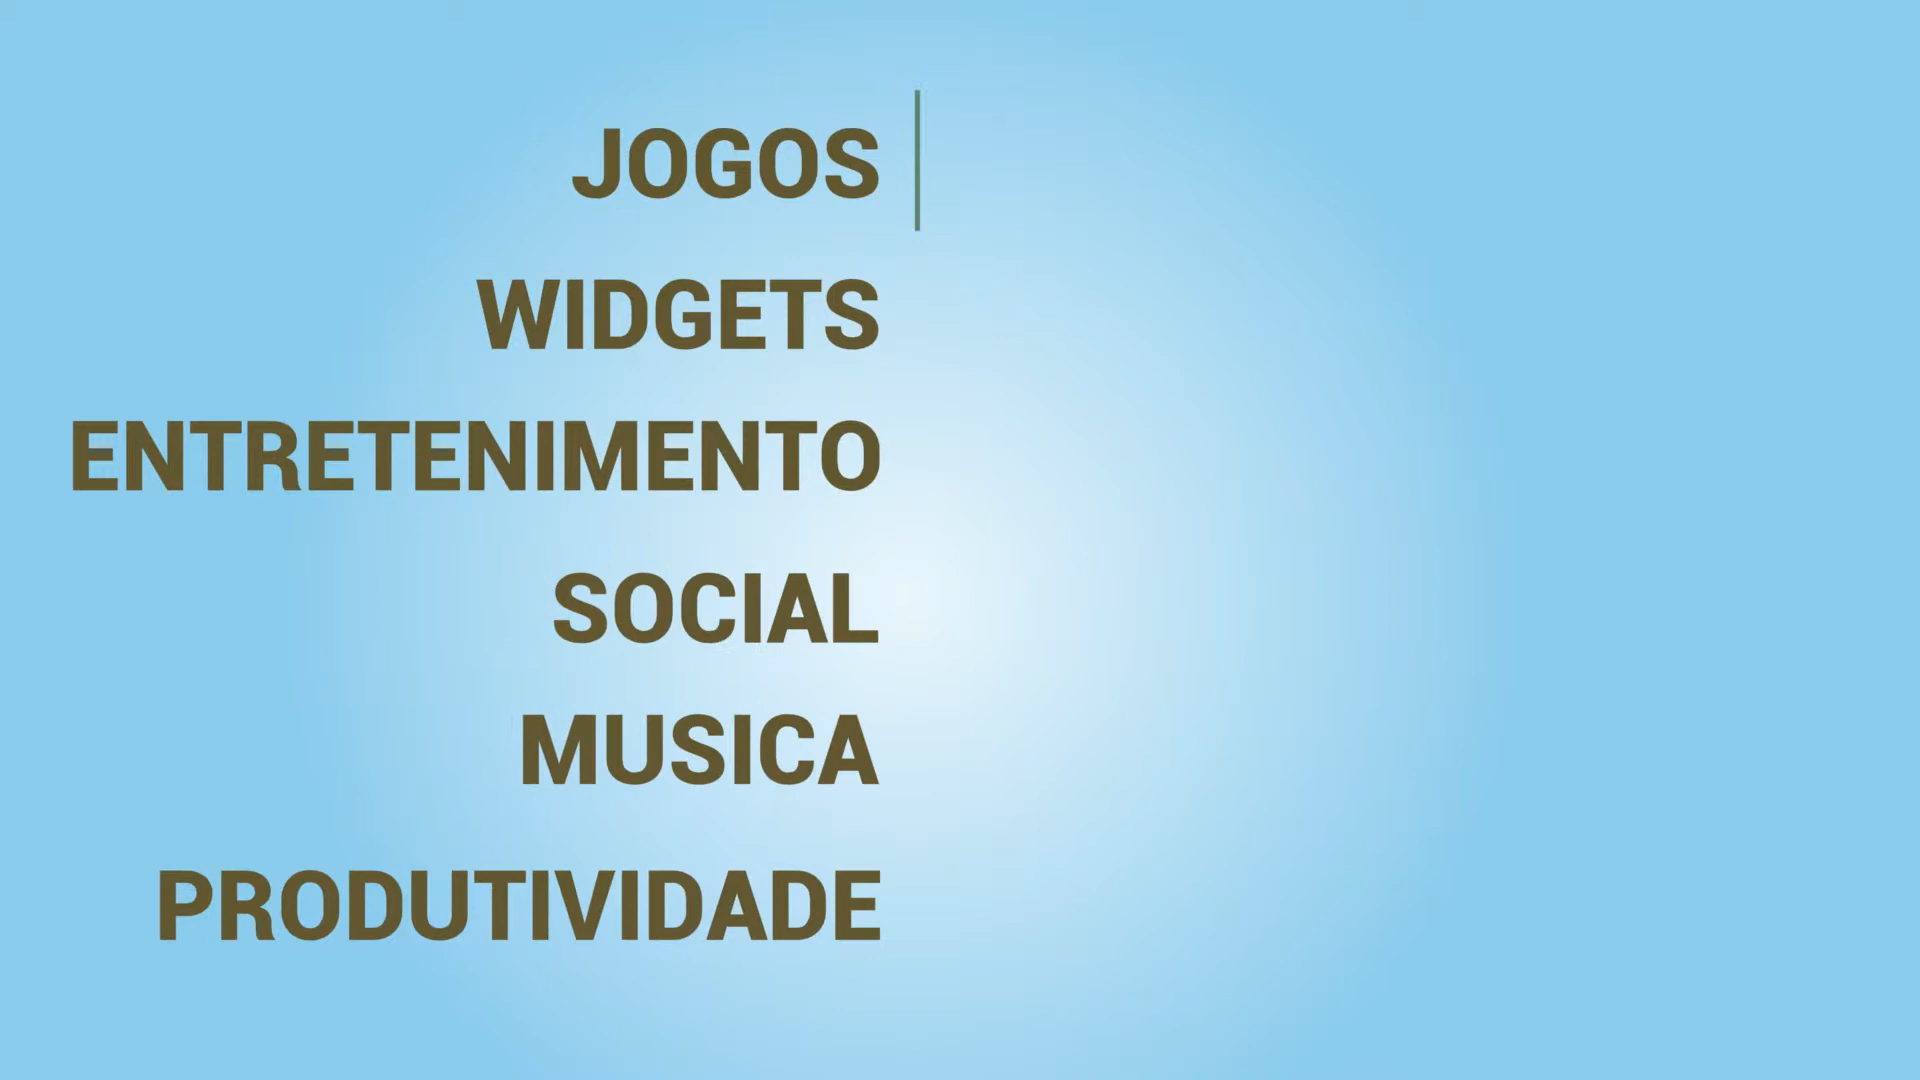 JOGOS
WIDGETS
ENTRETENIMENTO
SOCIAL
MUSICA
PRODUTIVIDADE